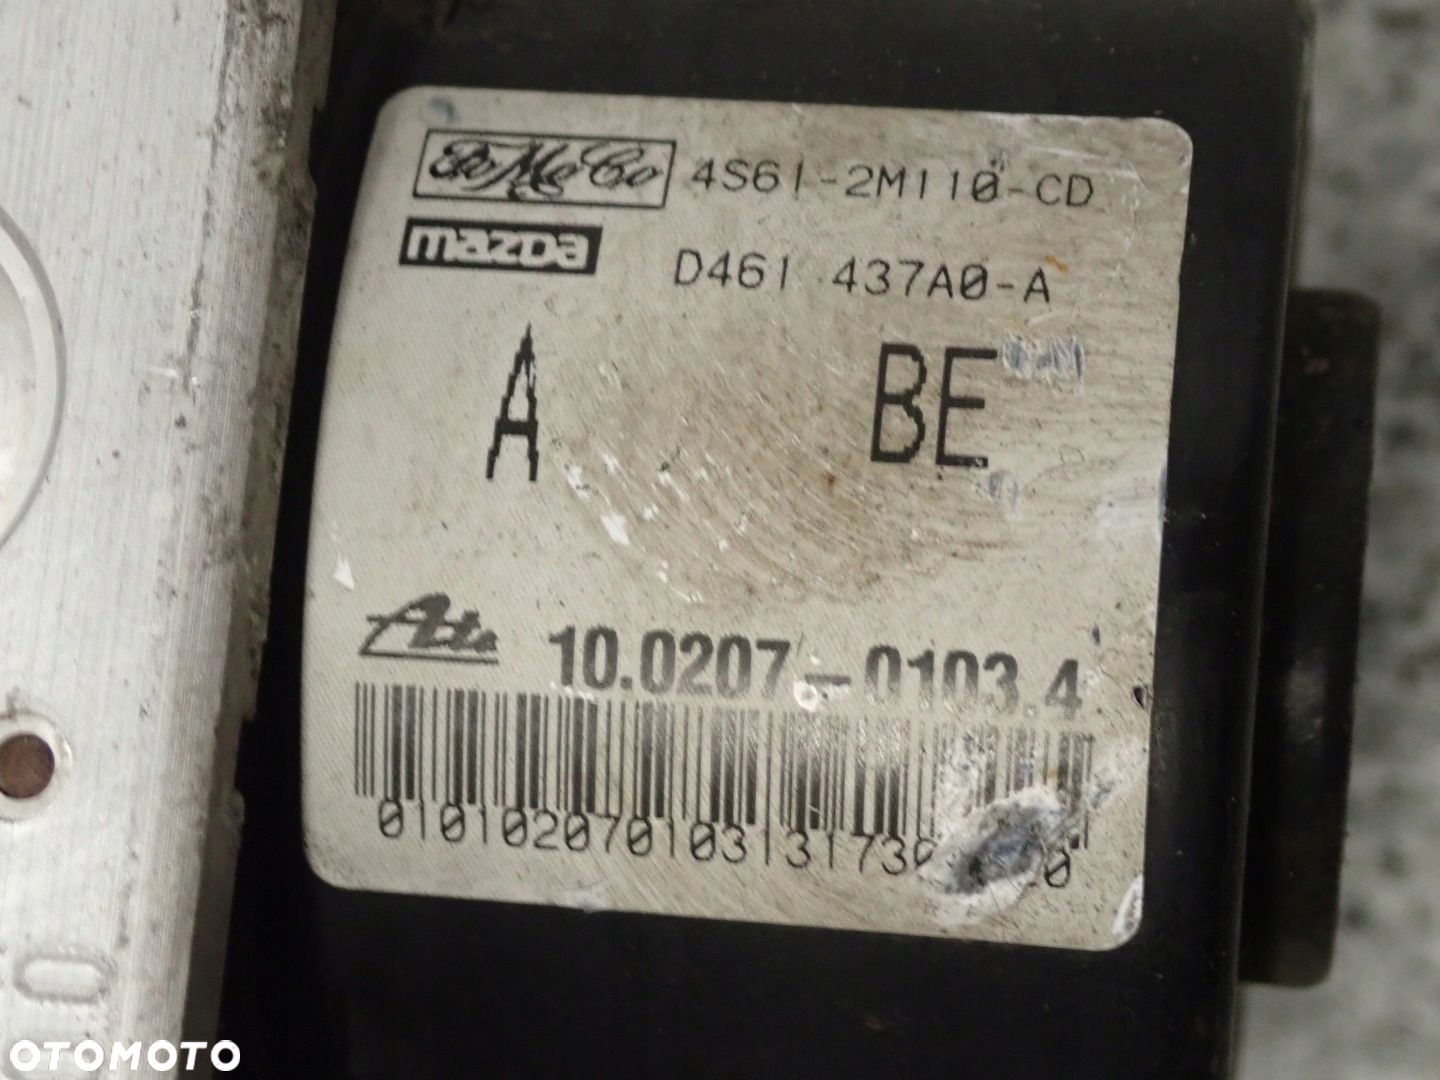 FoMoCo 4S61-2M110-CD
mazda D461 437A0-A
A BE
Ate 10.0207-0103.4
OTOMOTO